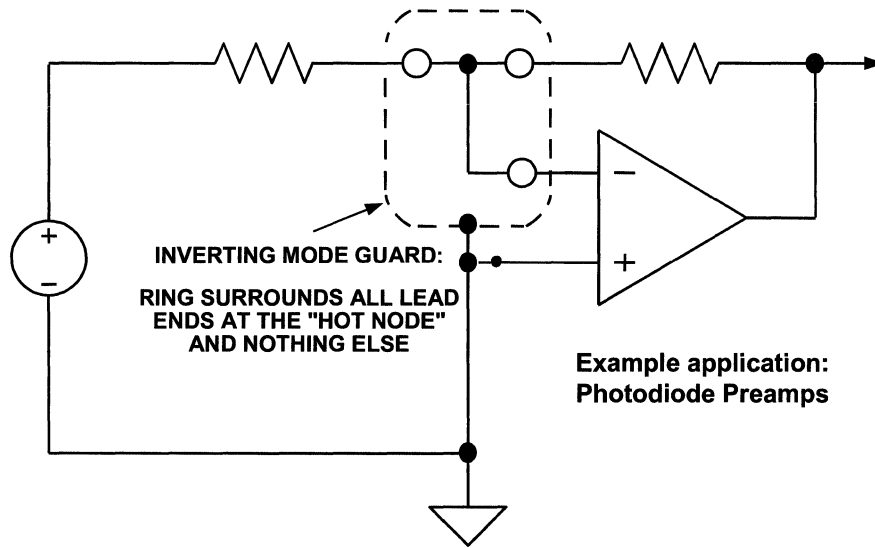 +
−
−
+
INVERTING MODE GUARD:
RING SURROUNDS ALL LEAD
ENDS AT THE "HOT NODE"
AND NOTHING ELSE
Example application:
Photodiode Preamps